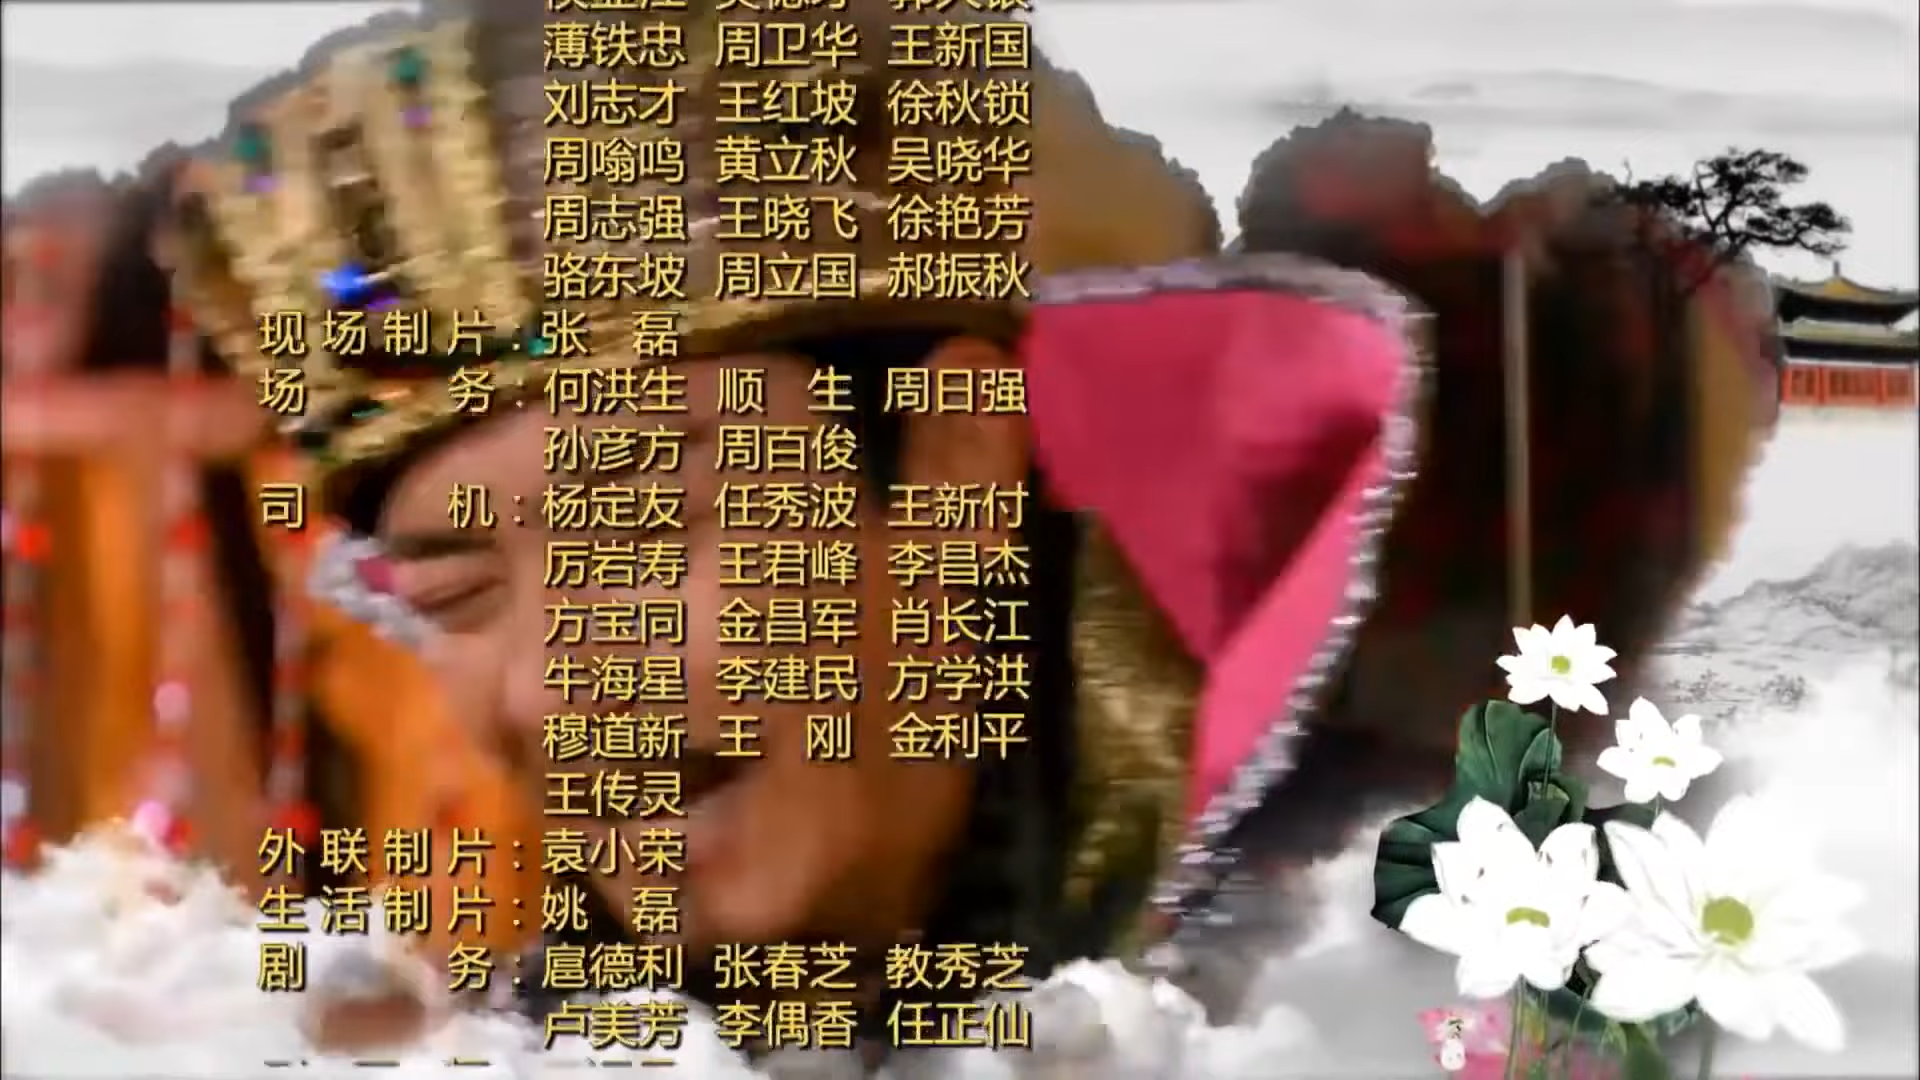 薄铁忠 周卫华 王新国
刘志才 王红坡 徐秋锁
周嗡鸣 黄立秋 吴晓华
周志强 王晓飞 徐艳芳
骆东坡 周立国 郝振秋
现场制片：张 磊
场 务：何洪生 顺 生 周日强
孙彦方 周百俊
司 机：杨定友 任秀波 王新付
厉岩寿 王君峰 李昌杰
方宝同 金昌军 肖长江
牛海星 李建民 方学洪
穆道新 王 刚 金利平
王传灵
外联制片：袁小荣
生活制片：姚 磊
剧 务：扈德利 张春芝 教秀芝
卢美芳 李偶香 任正仙